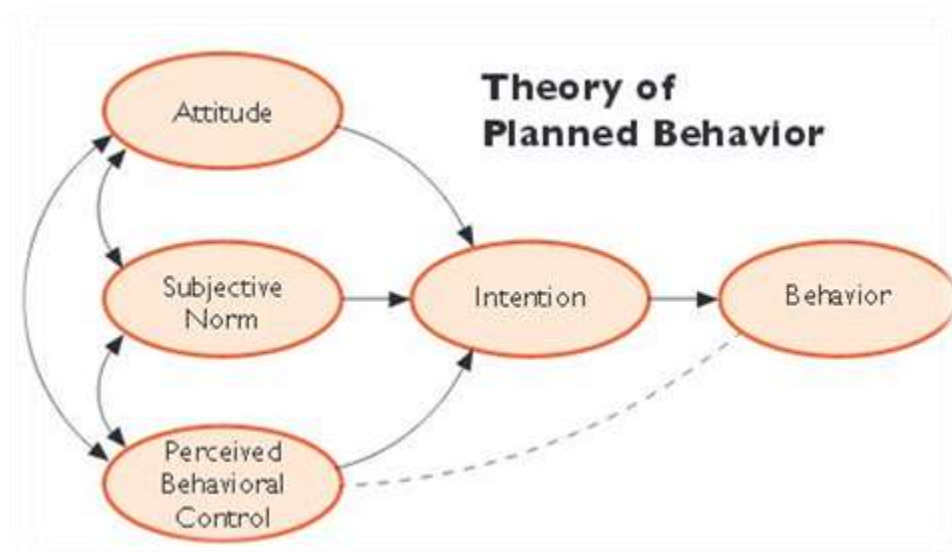 Theory of
Planned Behavior
Attitude
Subjective
Norm
Intention
Behavior
Perceived
Behavioral
Control